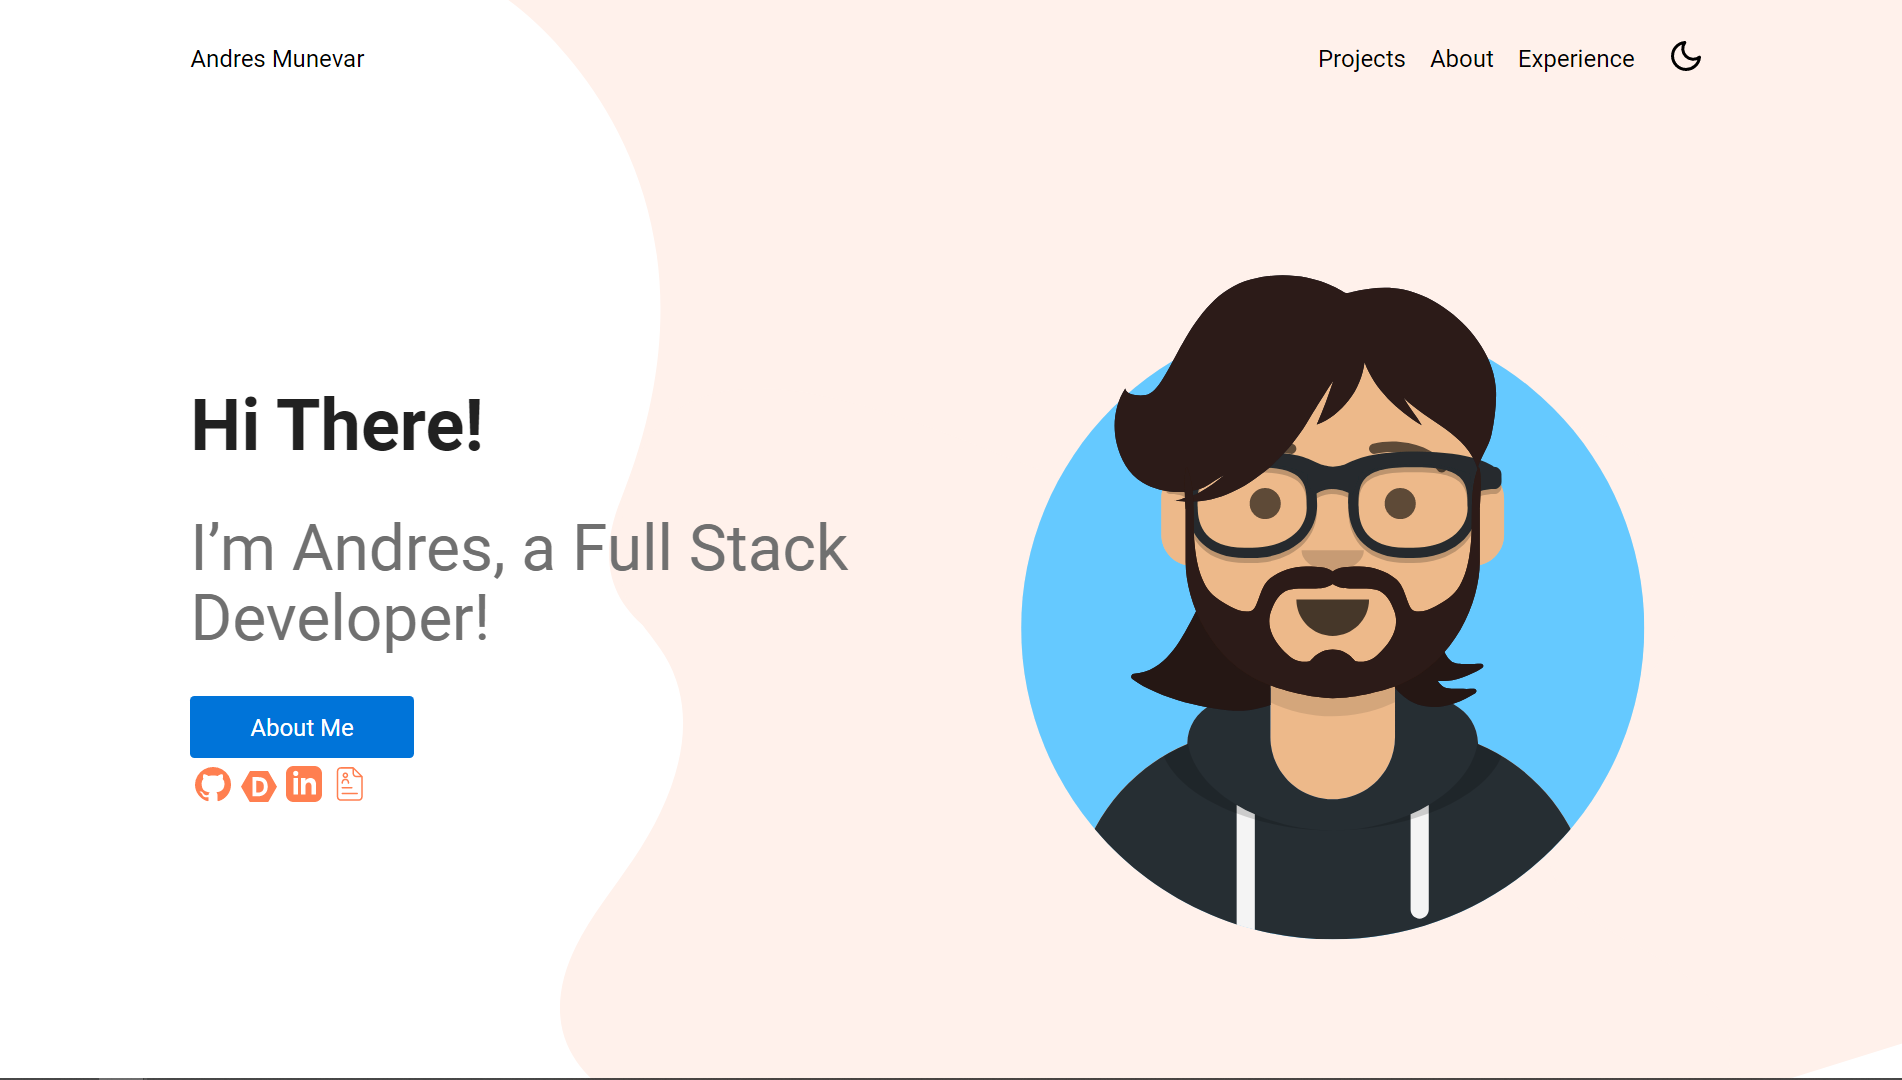 Andres Munevar
Projects About Experience
Hi There!
I’m Andres, a Full Stack
Developer!
About Me
D in